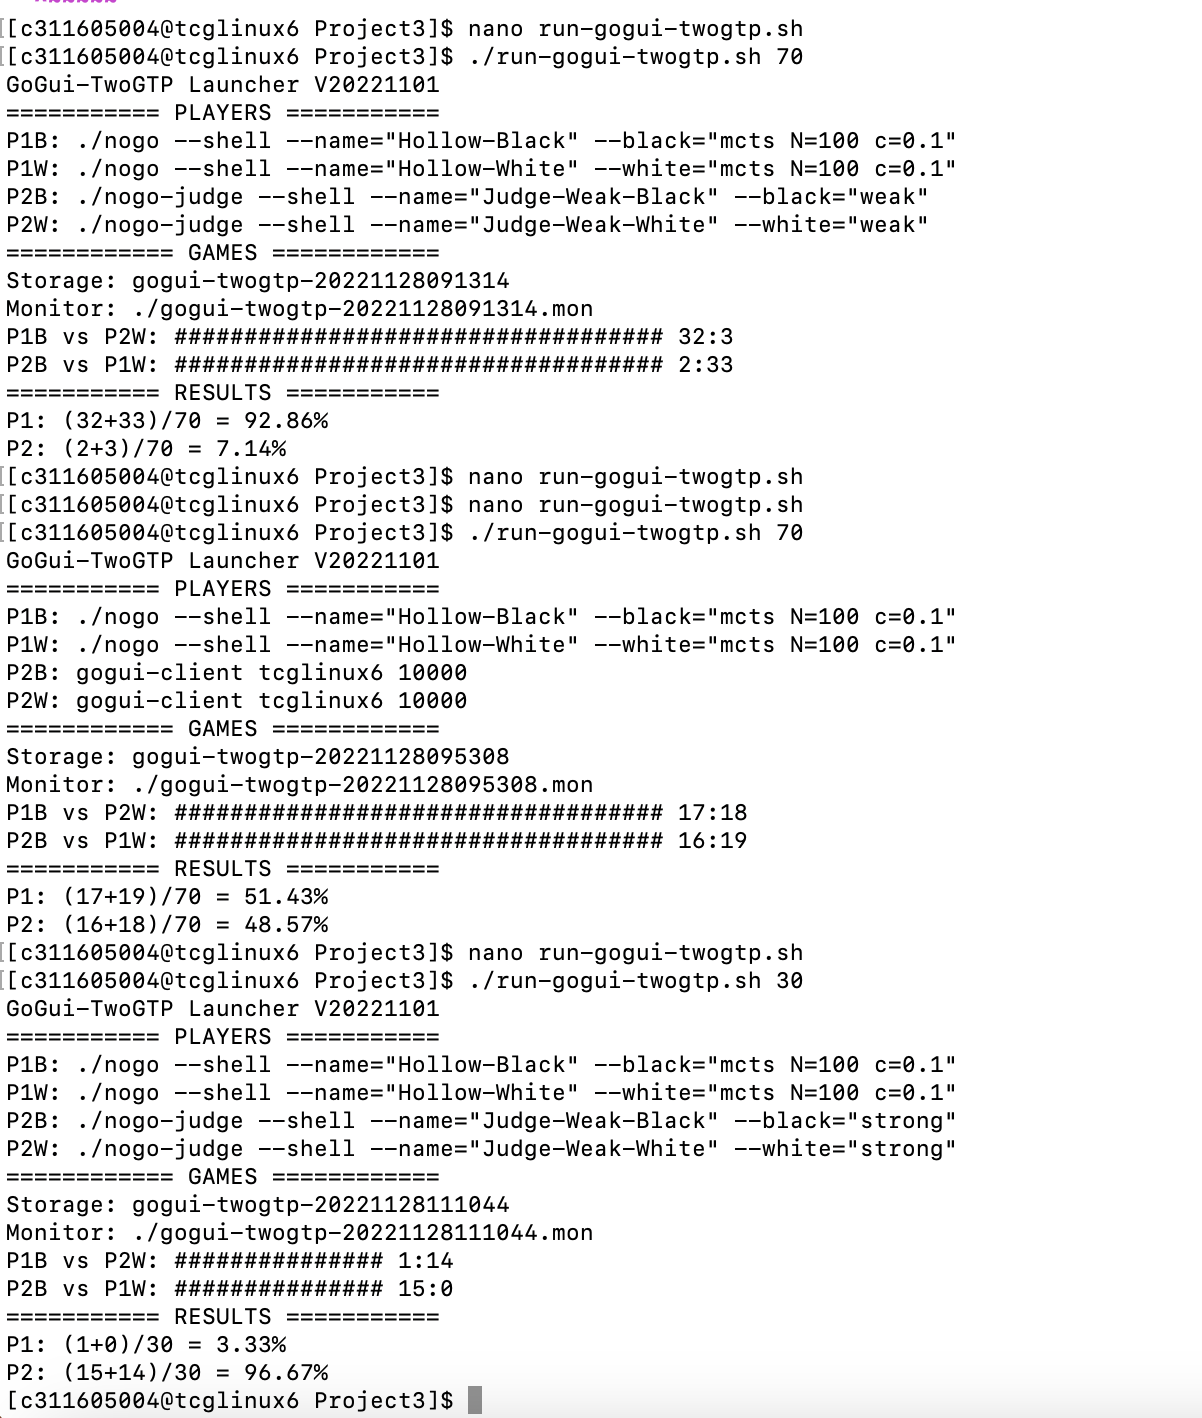 [[c311605004@tcglinux6 Project3]$ nano run-gogui-twogtp.sh
[[c311605004@tcglinux6 Project3]$ ./run-gogui-twogtp.sh 70
GoGui-TwoGTP Launcher V20221101
=========== PLAYERS ===========
P1B: ./nogo --shell --name="Hollow-Black" --black="mcts N=100 c=0.1"
P1W: ./nogo --shell --name="Hollow-White" --white="mcts N=100 c=0.1"
P2B: ./nogo-judge --shell --name="Judge-Weak-Black" --black="weak"
P2W: ./nogo-judge --shell --name="Judge-Weak-White" --white="weak"
============ GAMES ============
Storage: gogui-twogtp-20221128091314
Monitor: ./gogui-twogtp-20221128091314.mon
P1B vs P2W: ################################### 32:3
P2B vs P1W: ################################### 2:33
=========== RESULTS ===========
P1: (32+33)/70 = 92.86%
P2: (2+3)/70 = 7.14%
[[c311605004@tcglinux6 Project3]$ nano run-gogui-twogtp.sh
[[c311605004@tcglinux6 Project3]$ nano run-gogui-twogtp.sh
[[c311605004@tcglinux6 Project3]$ ./run-gogui-twogtp.sh 70
GoGui-TwoGTP Launcher V20221101
=========== PLAYERS ===========
P1B: ./nogo --shell --name="Hollow-Black" --black="mcts N=100 c=0.1"
P1W: ./nogo --shell --name="Hollow-White" --white="mcts N=100 c=0.1"
P2B: gogui-client tcglinux6 10000
P2W: gogui-client tcglinux6 10000
============ GAMES ============
Storage: gogui-twogtp-20221128095308
Monitor: ./gogui-twogtp-20221128095308.mon
P1B vs P2W: ################################### 17:18
P2B vs P1W: ################################### 16:19
=========== RESULTS ===========
P1: (17+19)/70 = 51.43%
P2: (16+18)/70 = 48.57%
[[c311605004@tcglinux6 Project3]$ nano run-gogui-twogtp.sh
[[c311605004@tcglinux6 Project3]$ ./run-gogui-twogtp.sh 30
GoGui-TwoGTP Launcher V20221101
=========== PLAYERS ===========
P1B: ./nogo --shell --name="Hollow-Black" --black="mcts N=100 c=0.1"
P1W: ./nogo --shell --name="Hollow-White" --white="mcts N=100 c=0.1"
P2B: ./nogo-judge --shell --name="Judge-Weak-Black" --black="strong"
P2W: ./nogo-judge --shell --name="Judge-Weak-White" --white="strong"
============ GAMES ============
Storage: gogui-twogtp-20221128111044
Monitor: ./gogui-twogtp-20221128111044.mon
P1B vs P2W: ############### 1:14
P2B vs P1W: ############### 15:0
=========== RESULTS ===========
P1: (1+0)/30 = 3.33%
P2: (15+14)/30 = 96.67%
[c311605004@tcglinux6 Project3]$